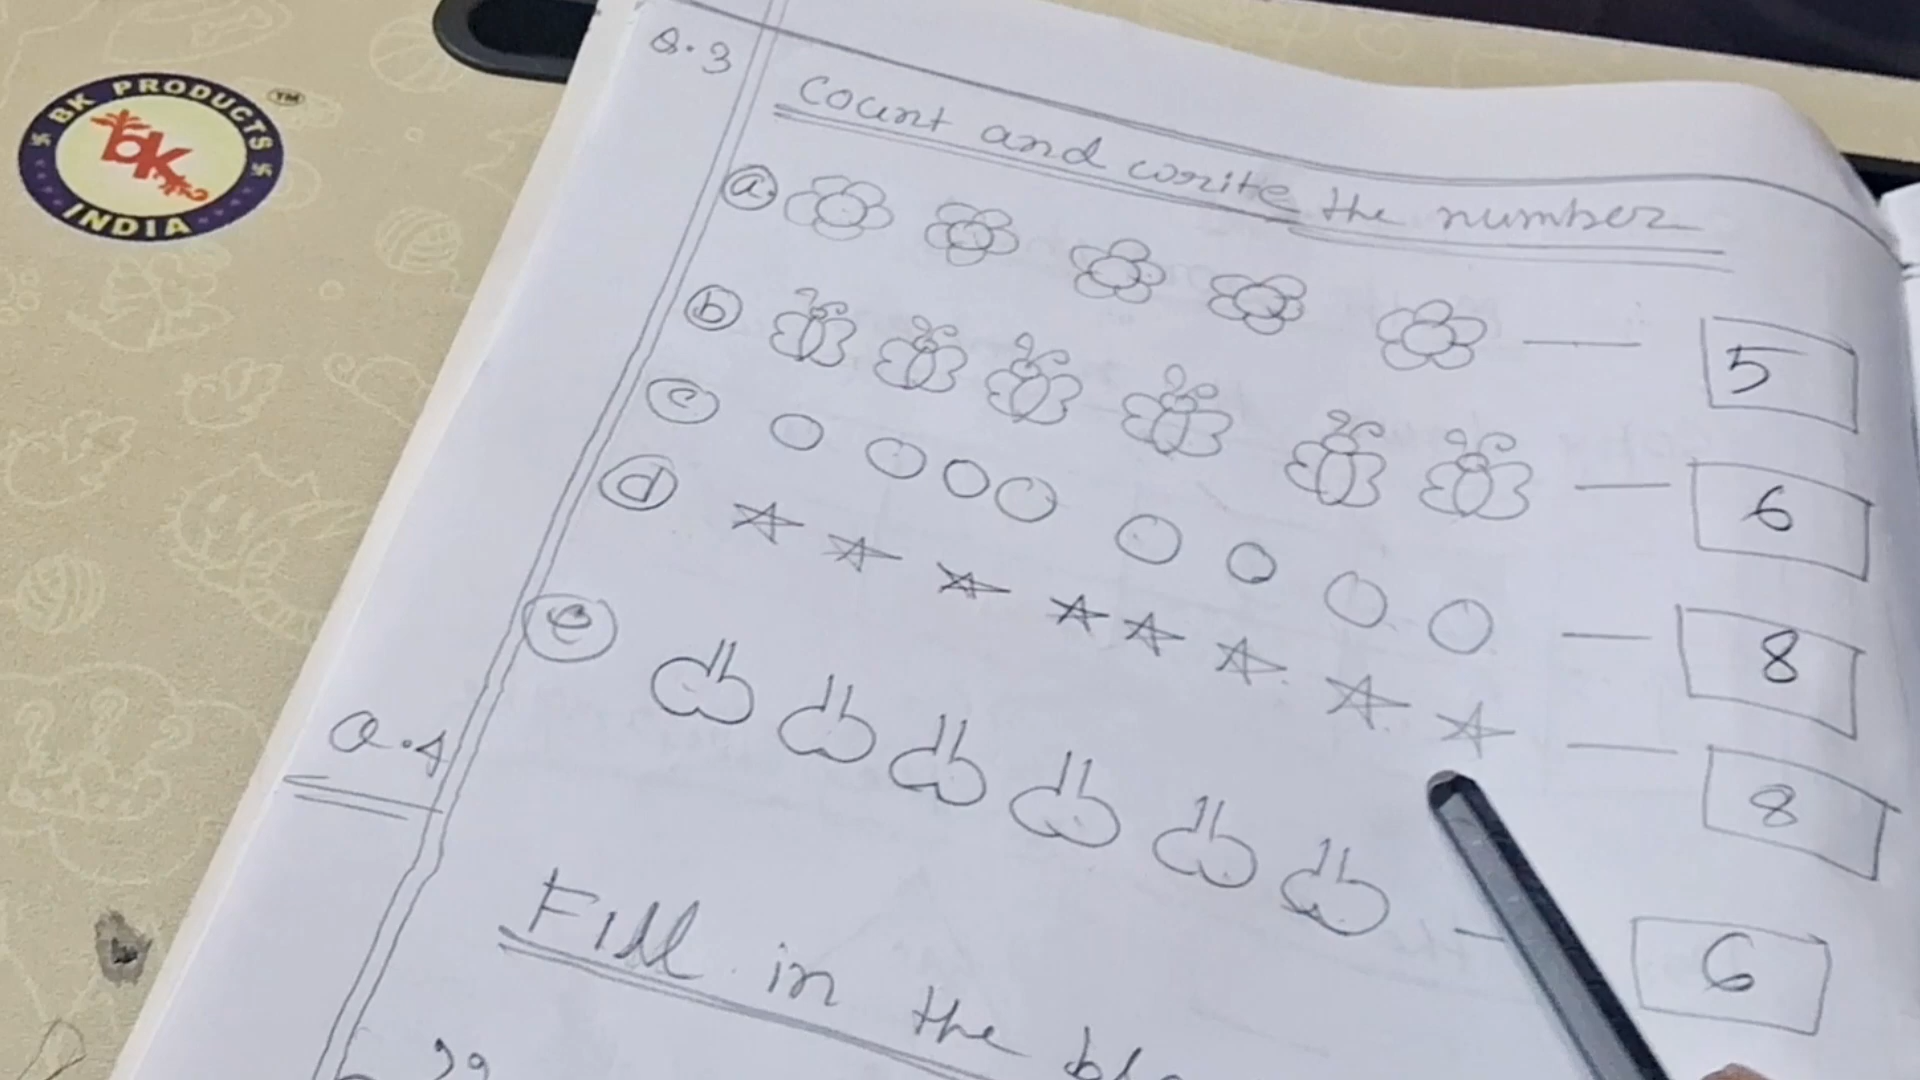 BK PRODUCTS
TM
bk
INDIA
Q.3
Count and write the number
a.
5
b
6
c
8
d
8
e
6
Q.4
Fill in the